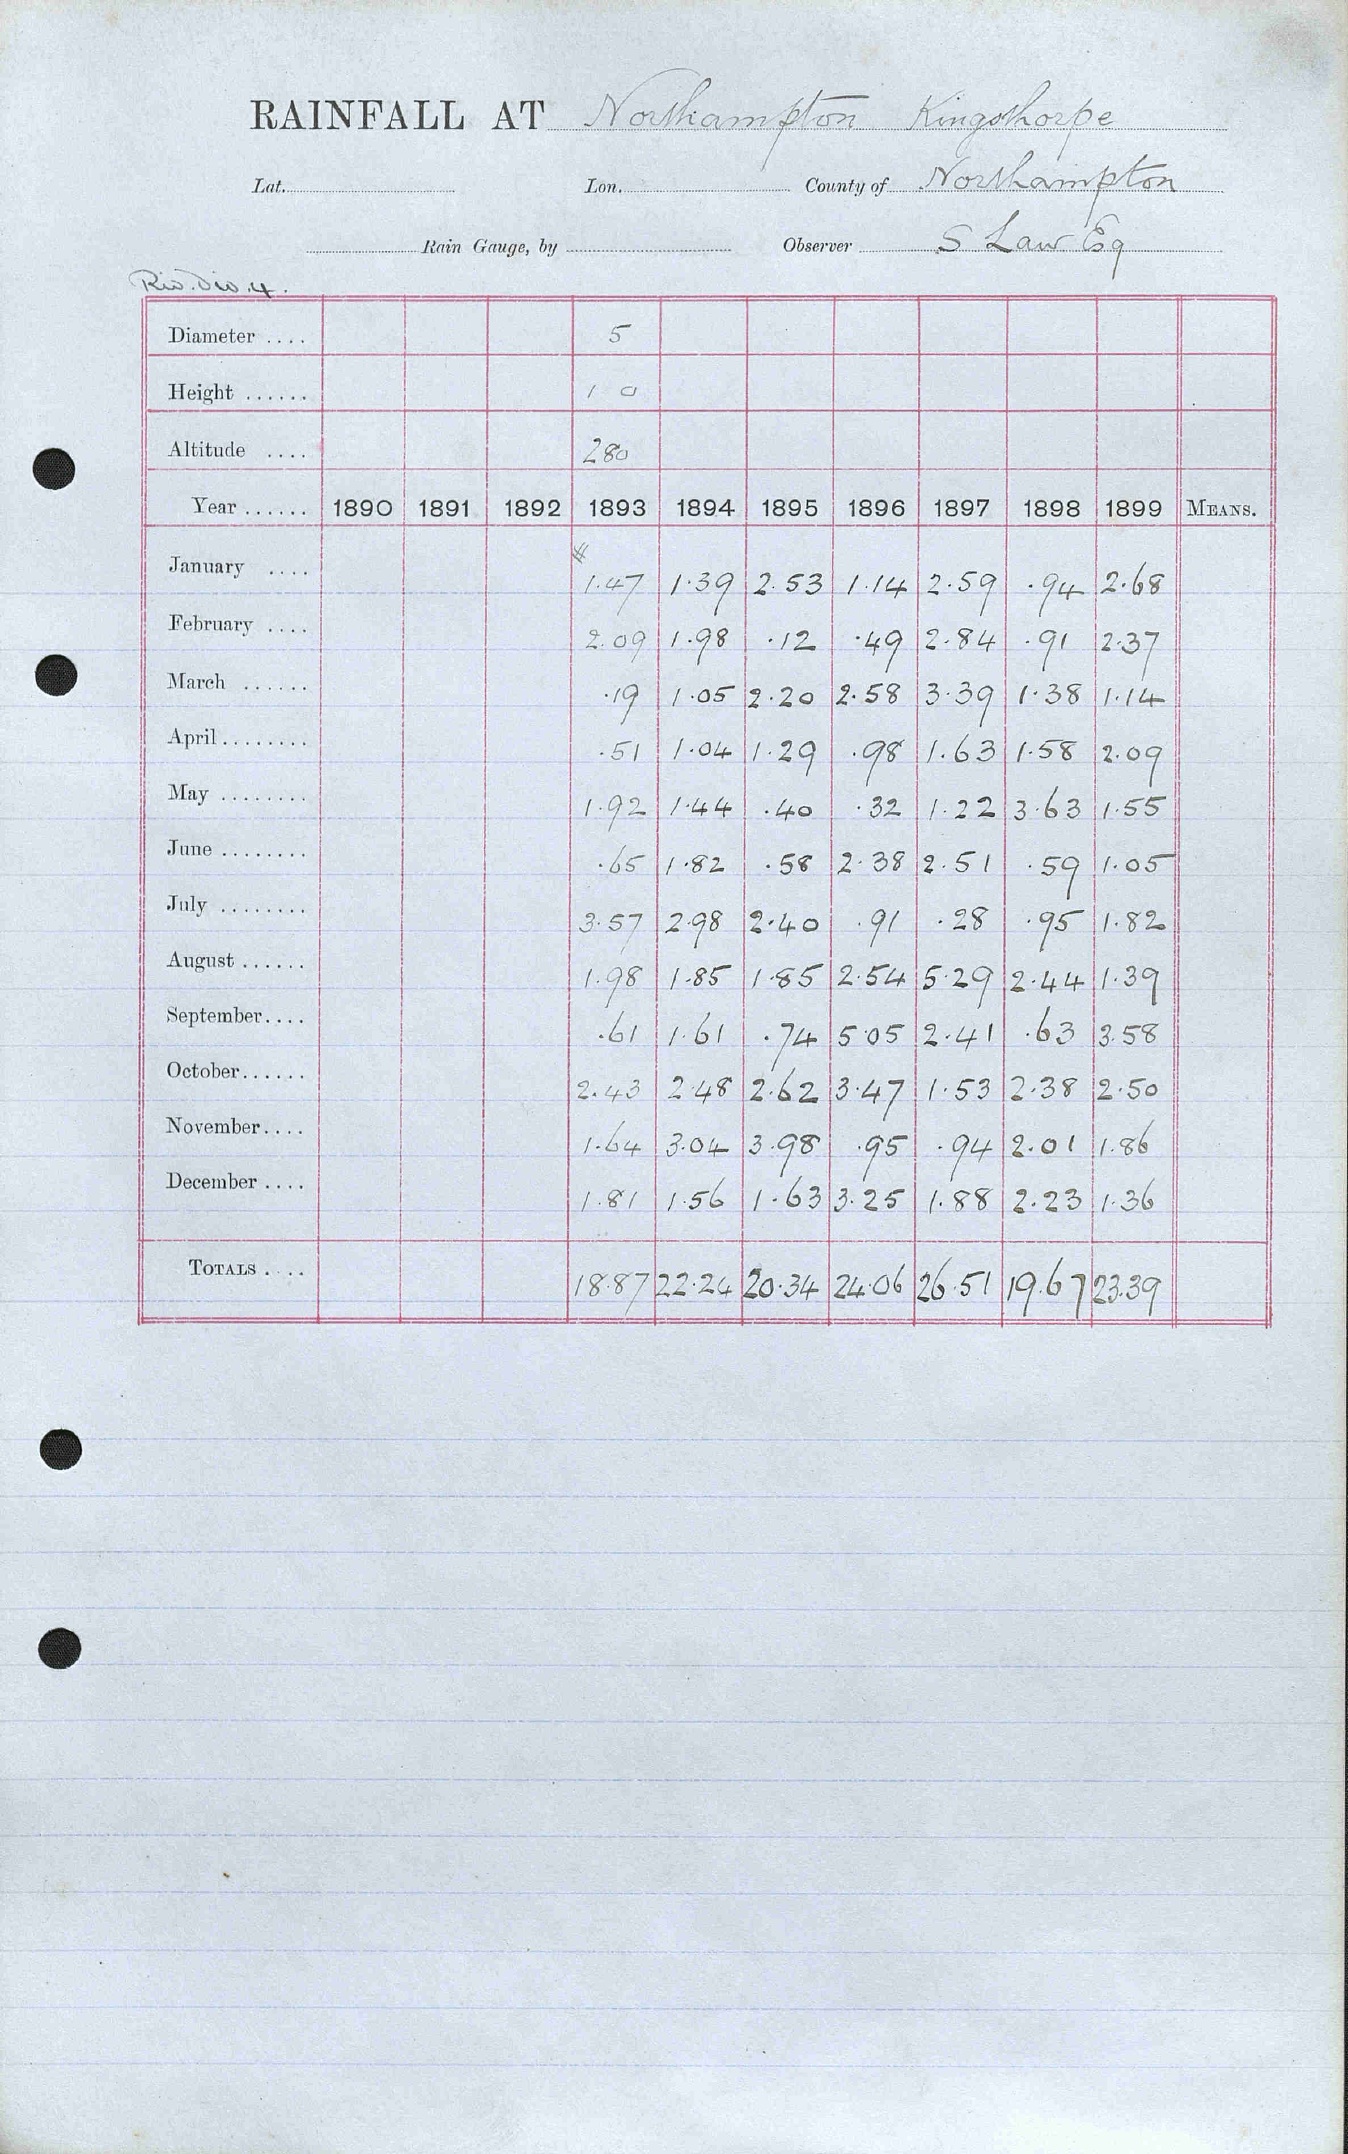 RAINFALL AT Northampton Kingsthorpe
Lat. Lon. County of Northampton
Rain Gauge, by Observer S Law Eq
Riv. Div. 4.
Diameter .... 5
Height ...... 1 0
Altitude .... 280
Year ...... 1890 1891 1892 1893 1894 1895 1896 1897 1898 1899 MEANS.
January .... # 1.47 1.39 2.53 1.14 2.59 .94 2.68
February .... 2.09 1.98 .12 .49 2.84 .91 2.37
March ...... .19 1.05 2.20 2.58 3.39 1.38 1.14
April ........ .51 1.04 1.29 .98 1.63 1.58 2.09
May ........ 1.92 1.44 .40 .32 1.22 3.63 1.55
June ........ .65 1.82 .58 2.38 2.51 .59 1.05
July ........ 3.57 2.98 2.40 .91 .28 .95 1.82
August ...... 1.98 1.85 1.85 2.54 5.29 2.44 1.39
September .... .61 1.61 .74 5.05 2.41 .63 3.58
October ...... 2.43 2.48 2.62 3.47 1.53 2.38 2.50
November .... 1.64 3.04 3.98 .95 .94 2.01 1.86
December .... 1.81 1.56 1.63 3.25 1.88 2.23 1.36
TOTALS .... 18.87 22.24 20.34 24.06 26.51 19.67 23.39